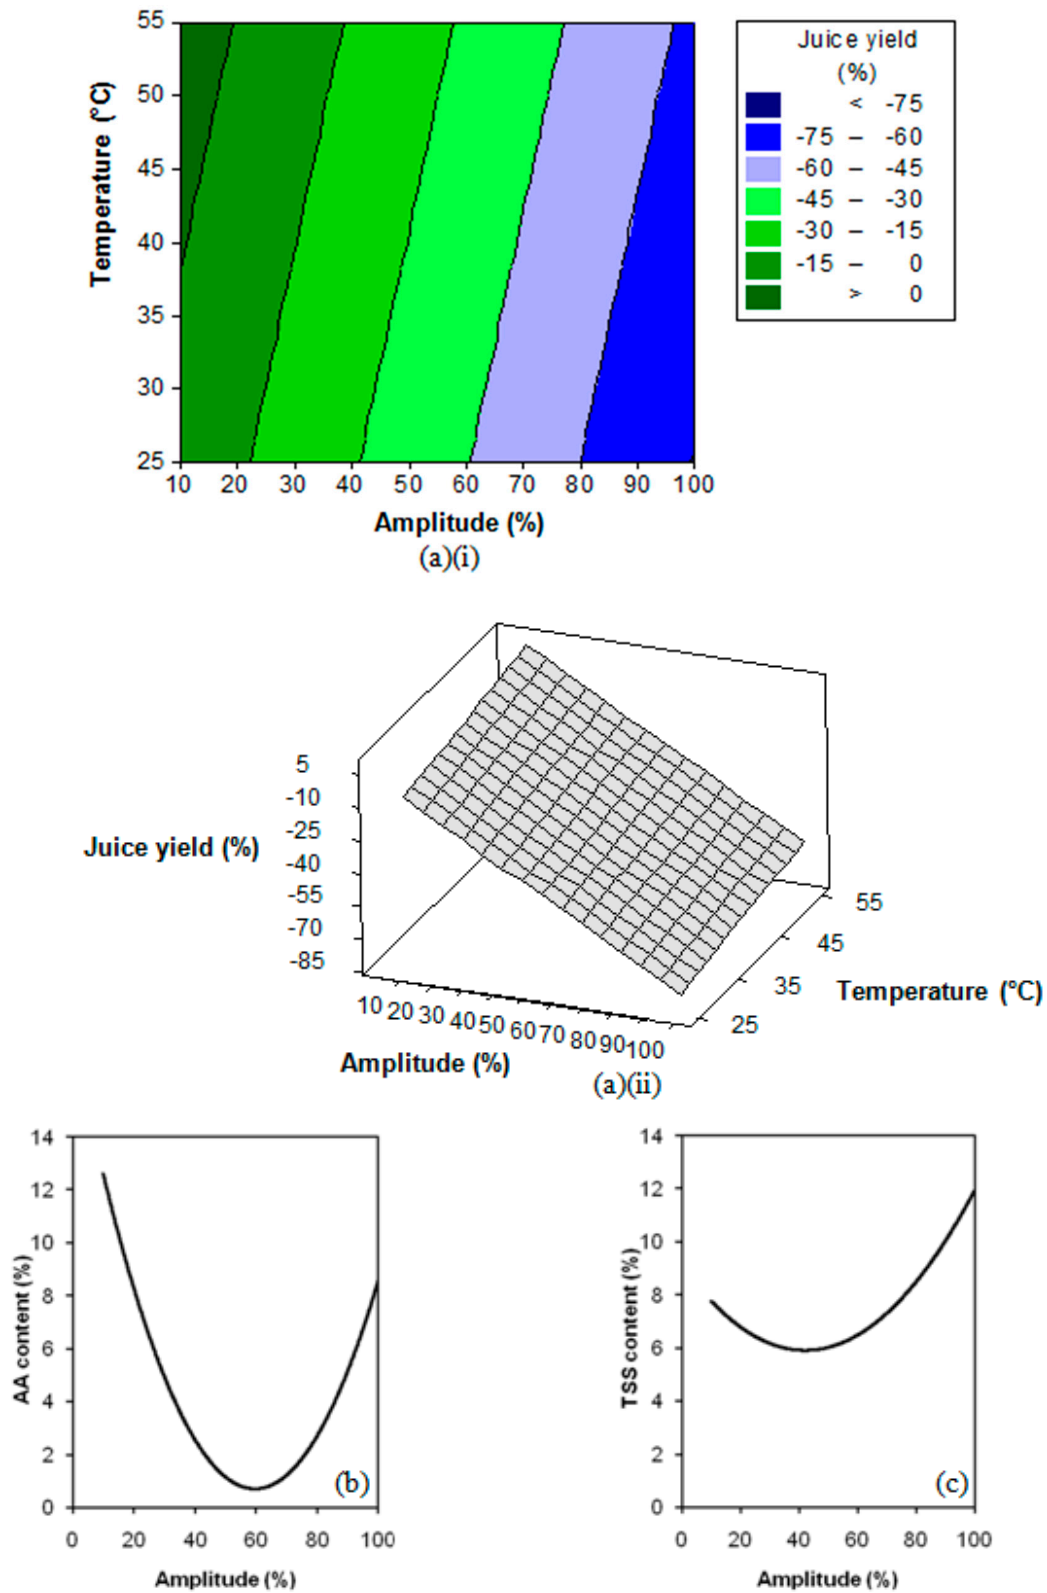 55
50
45
40
35
30
25
Temperature (°C)
10 20 30 40 50 60 70 80 90 100
Amplitude (%)
(a)(i)
Juice yield
(%)
< -75
-75 – -60
-60 – -45
-45 – -30
-30 – -15
-15 – 0
> 0
5
-10
-25
-40
-55
-70
-85
Juice yield (%)
10 20 30 40 50 60 70 80 90 100
Amplitude (%)
55
45
35
25
Temperature (°C)
(a)(ii)
14
12
10
8
6
4
2
0
AA content (%)
0 20 40 60 80 100
Amplitude (%)
(b)
14
12
10
8
6
4
2
0
TSS content (%)
0 20 40 60 80 100
Amplitude (%)
(c)